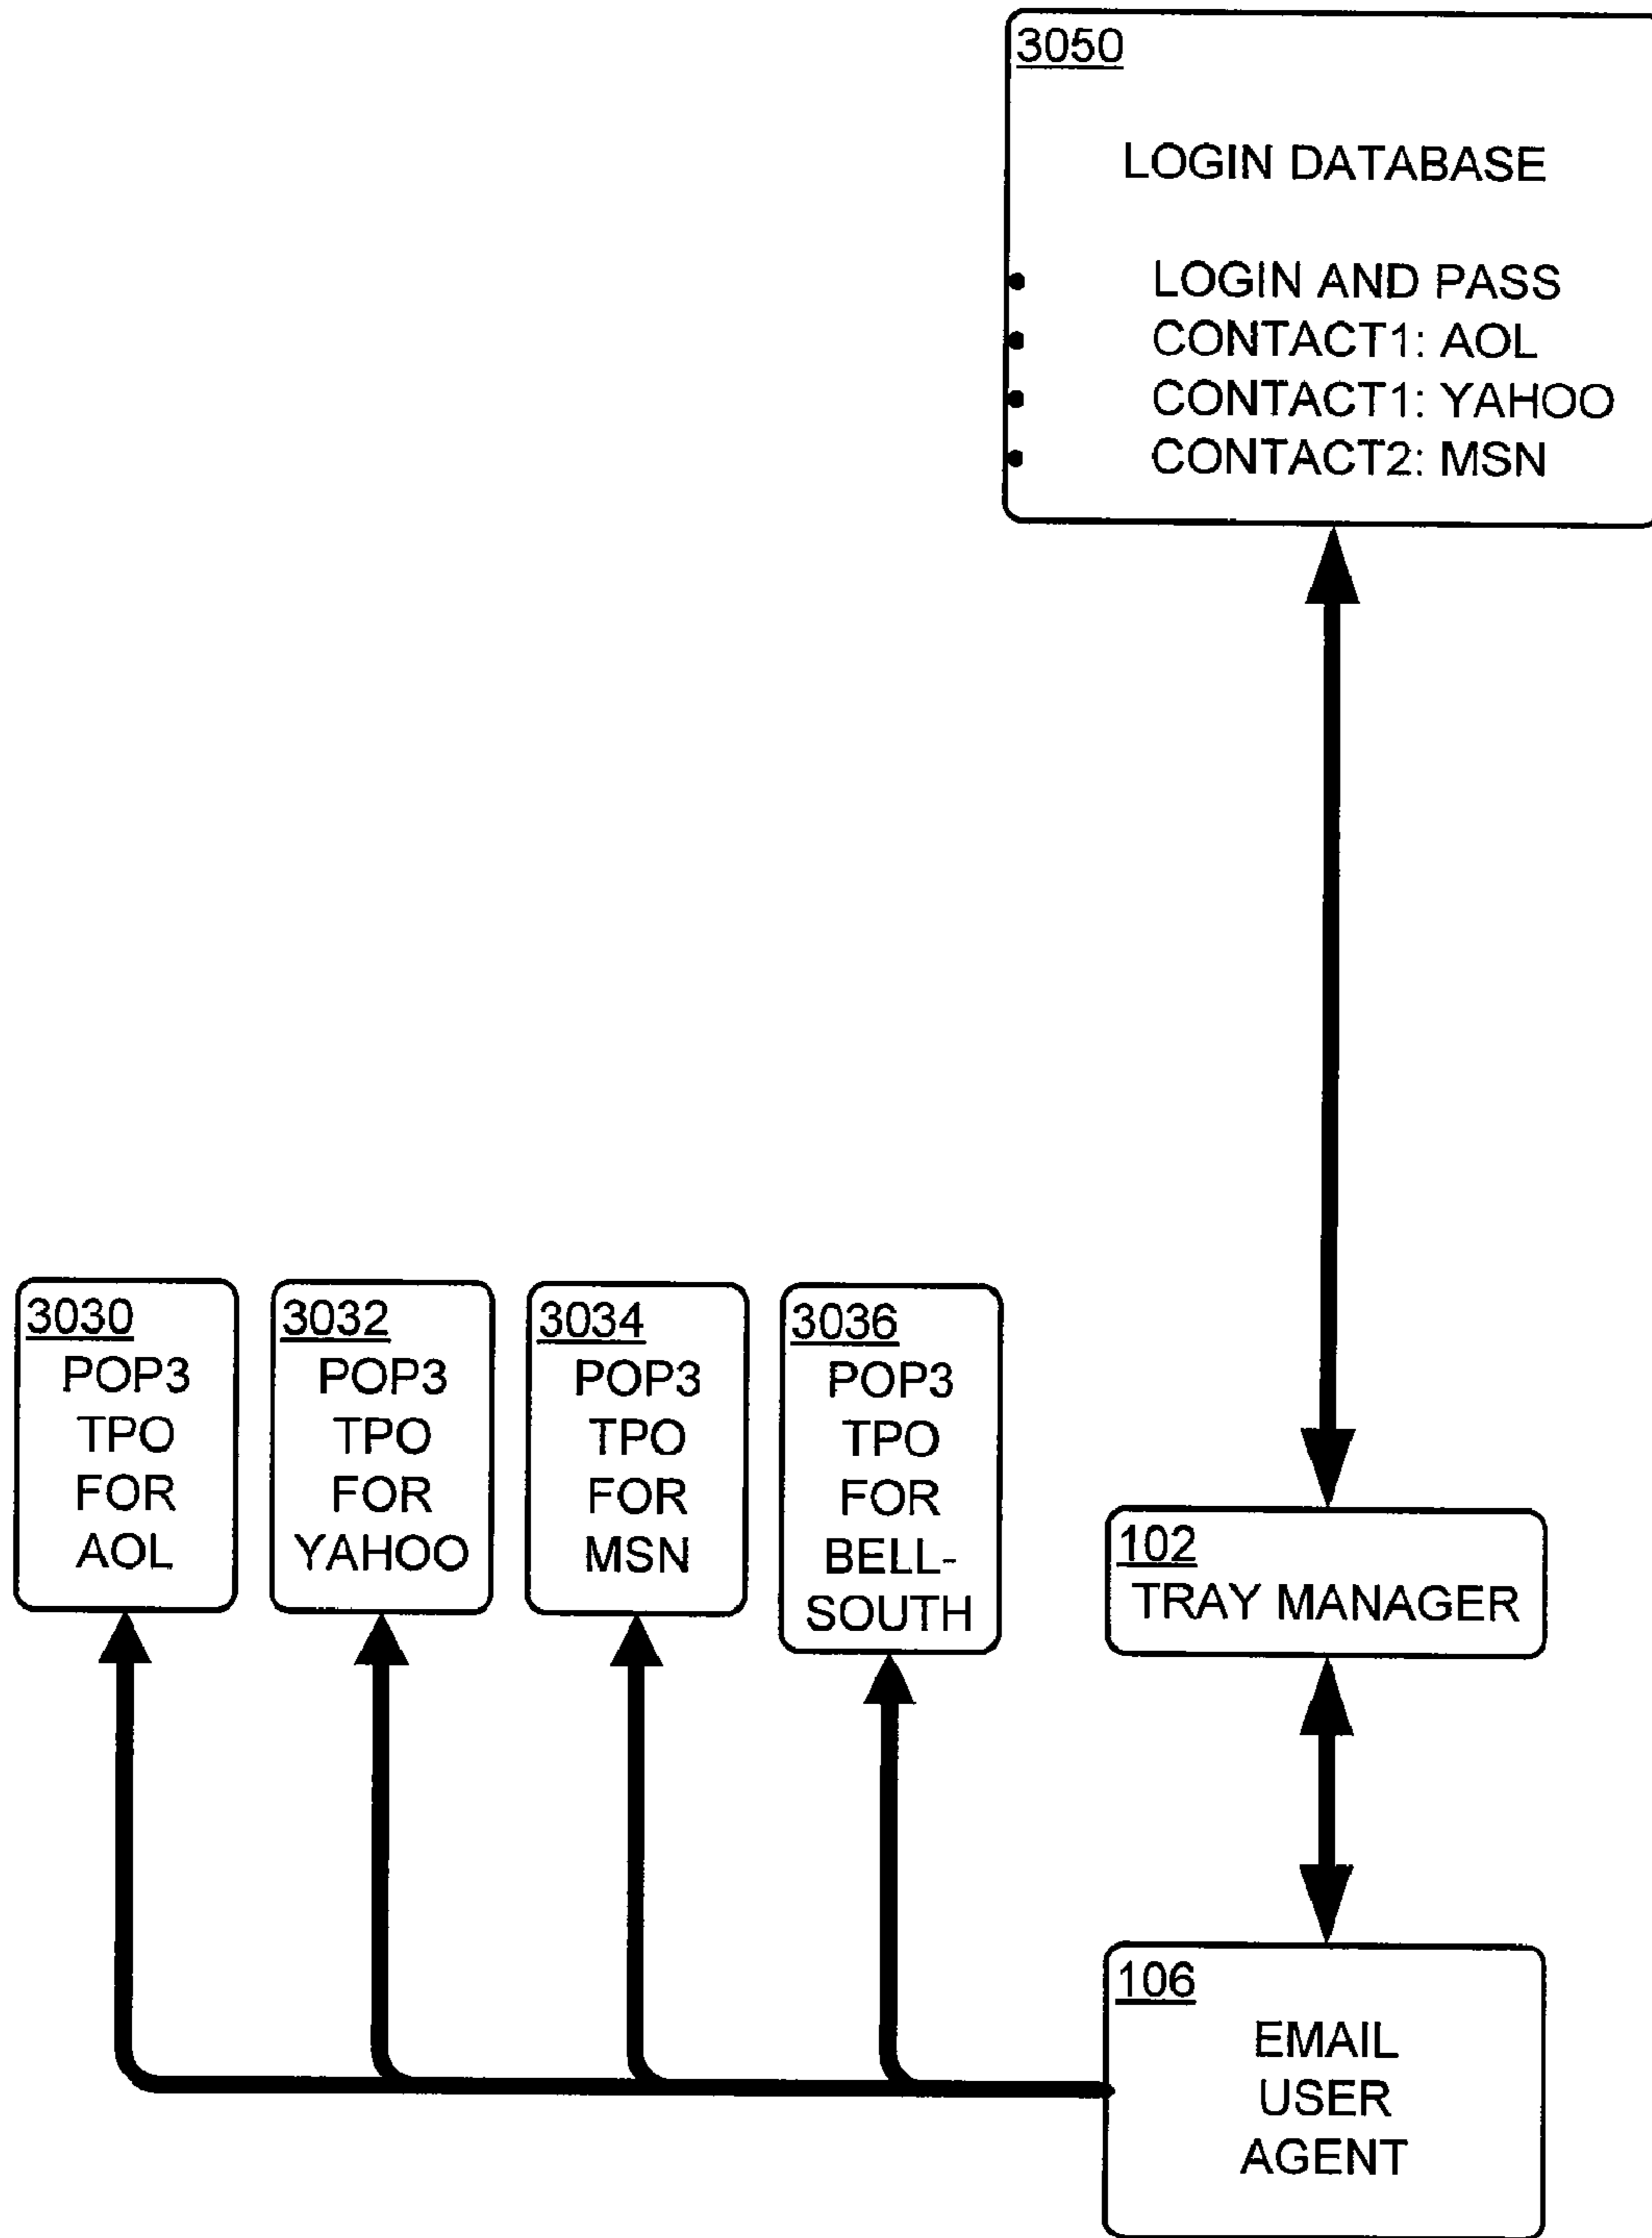 3050
LOGIN DATABASE
• LOGIN AND PASS
• CONTACT1: AOL
• CONTACT1: YAHOO
• CONTACT2: MSN
3030
POP3
TPO
FOR
AOL
3032
POP3
TPO
FOR
YAHOO
3034
POP3
TPO
FOR
MSN
3036
POP3
TPO
FOR
BELL-
SOUTH
102
TRAY MANAGER
106
EMAIL
USER
AGENT